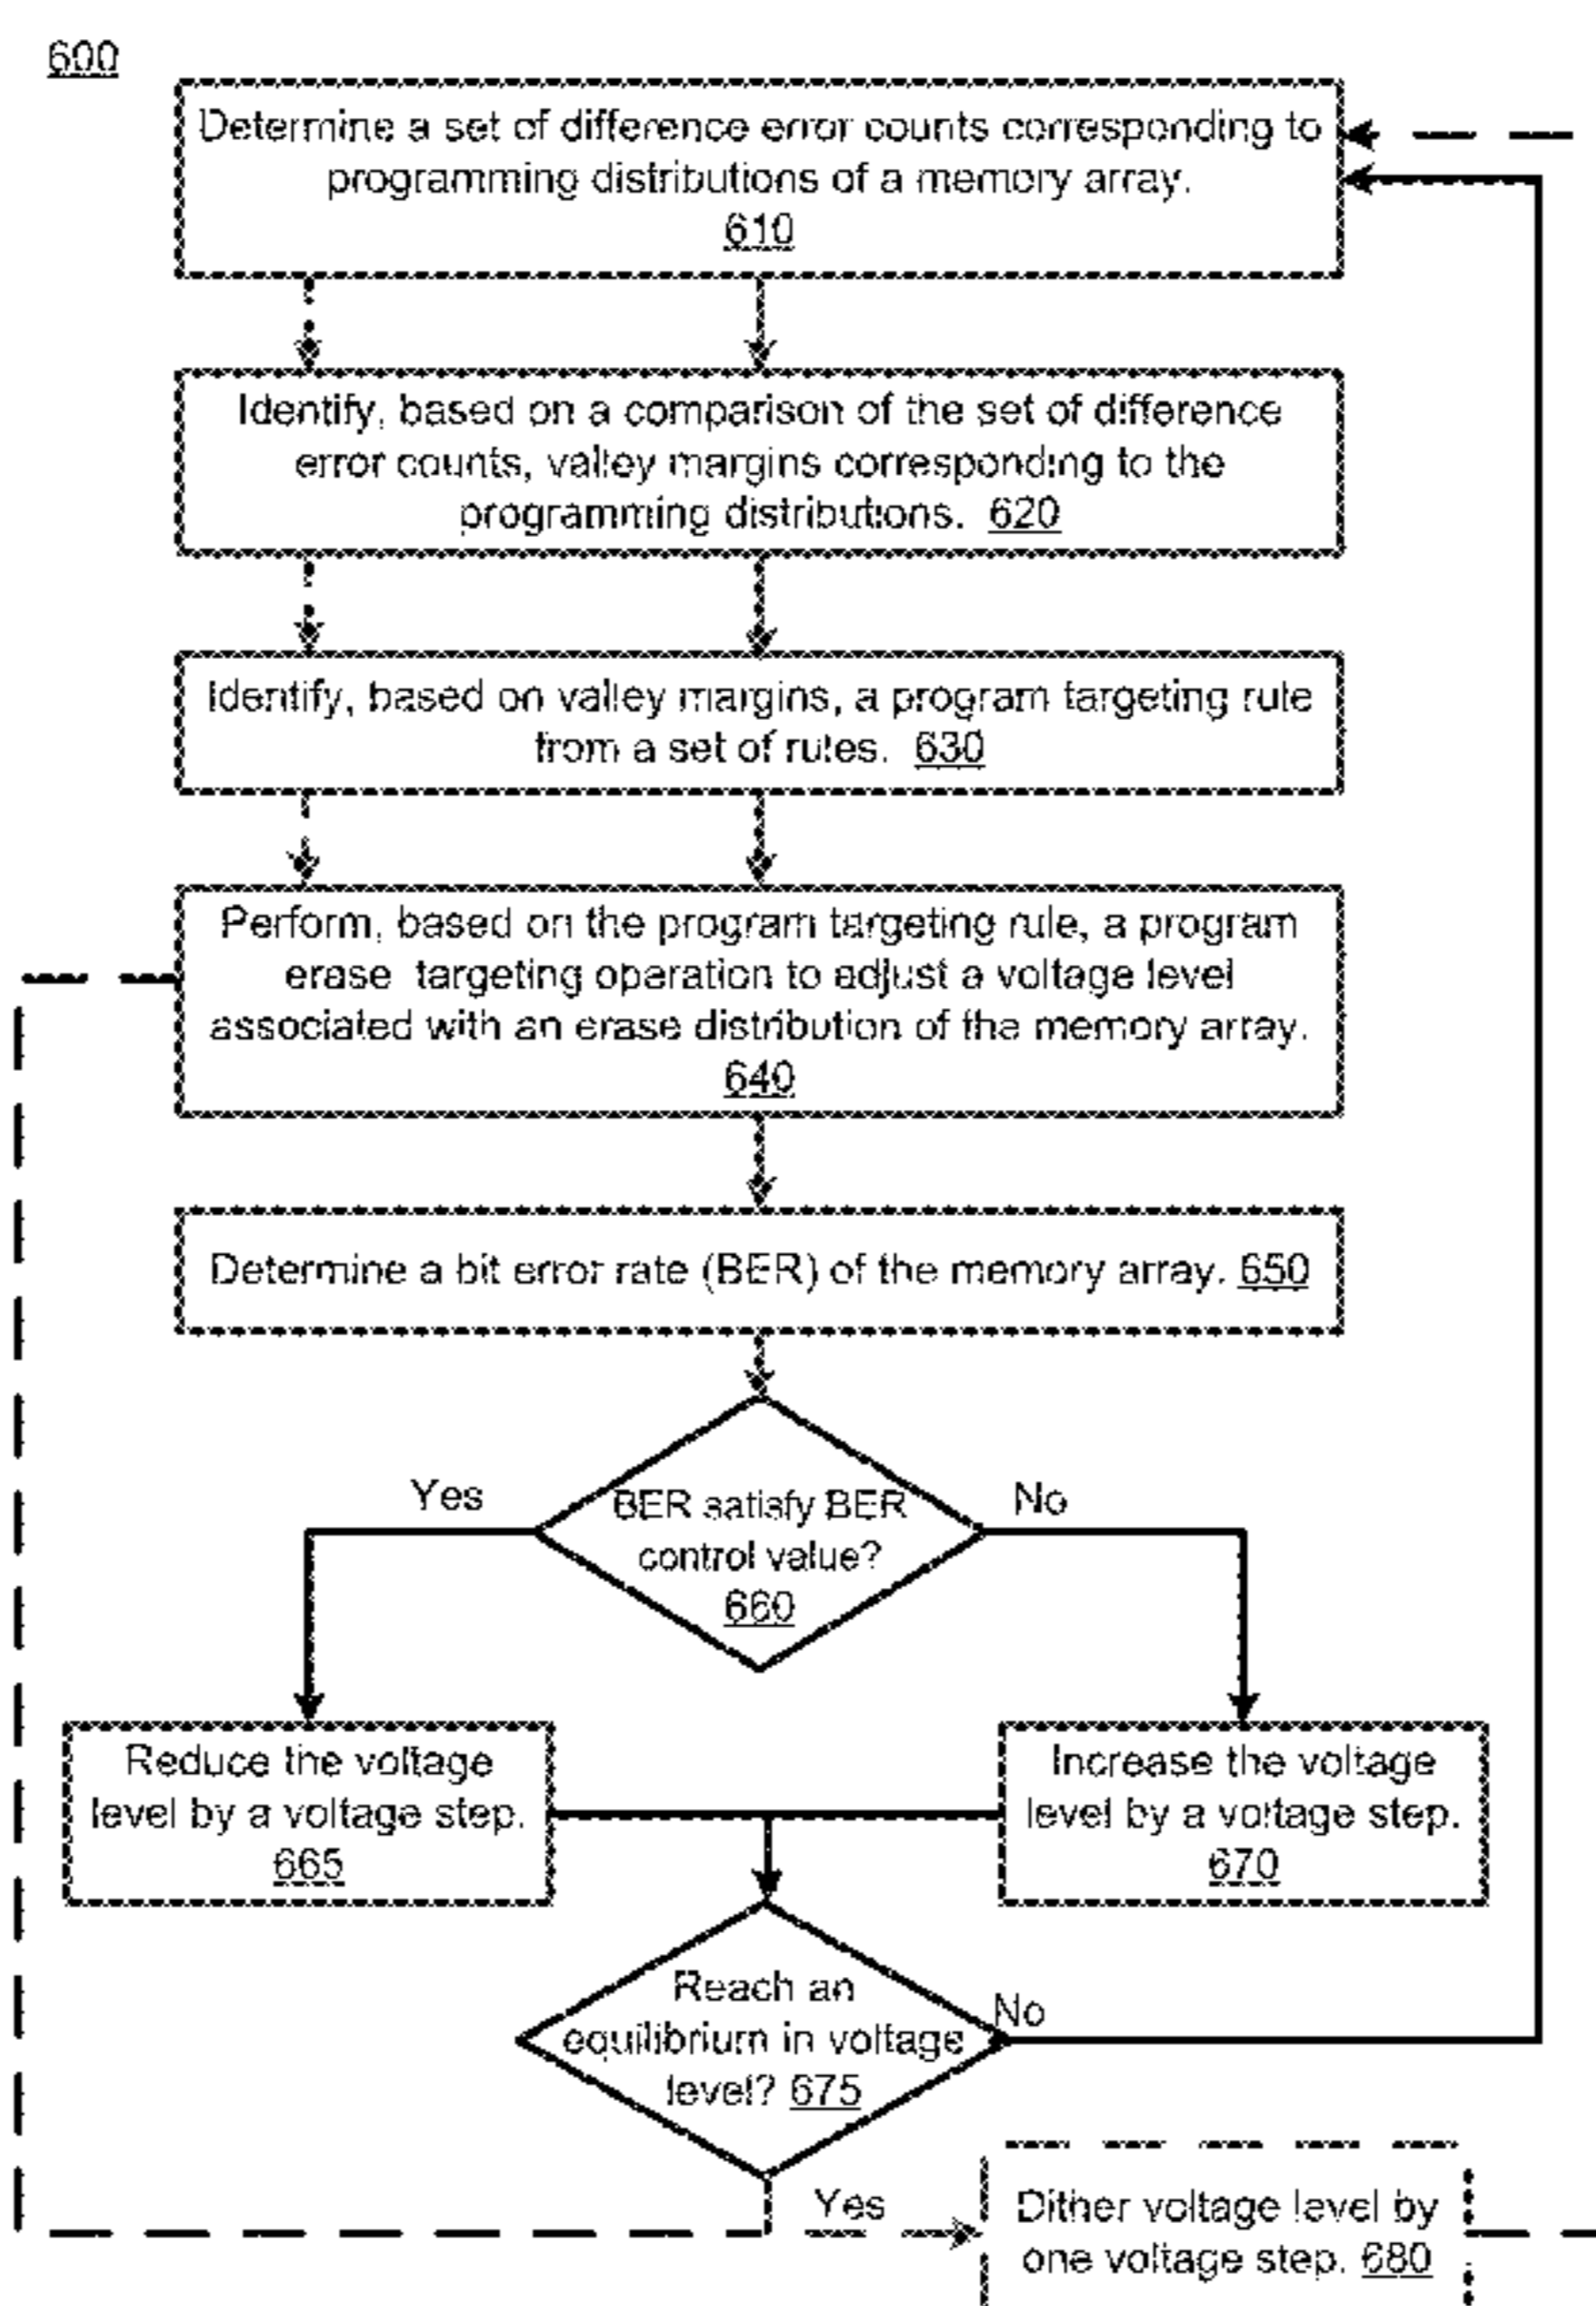 600
Determine a set of difference error counts corresponding to
programming distributions of a memory array.
610
Identify, based on a comparison of the set of difference
error counts, valley margins corresponding to the
programming distributions. 620
Identify, based on valley margins, a program targeting rule
from a set of rules. 630
Perform, based on the program targeting rule, a program
erase targeting operation to adjust a voltage level
associated with an erase distribution of the memory array.
640
Determine a bit error rate (BER) of the memory array. 650
Yes
BER satisfy BER
control value?
660
No
Reduce the voltage
level by a voltage step.
665
Increase the voltage
level by a voltage step.
670
Reach an
equilibrium in voltage
level? 675
No
Yes
Dither voltage level by
one voltage step. 680